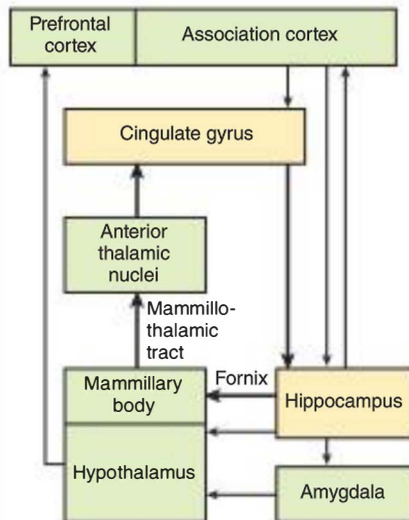 Prefrontal
cortex
Association cortex
Cingulate gyrus
Anterior
thalamic
nuclei
Mammillo-
thalamic
tract
Mammillary
body
Fornix
Hippocampus
Hypothalamus
Amygdala